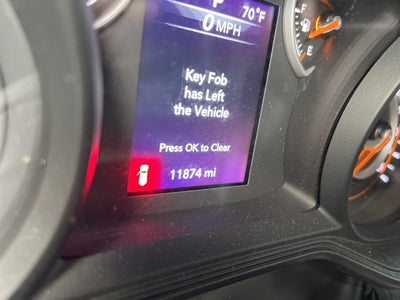 P 70°F
0 MPH
F
E
Key Fob
has Left
the Vehicle
Press OK to Clear
11874 mi